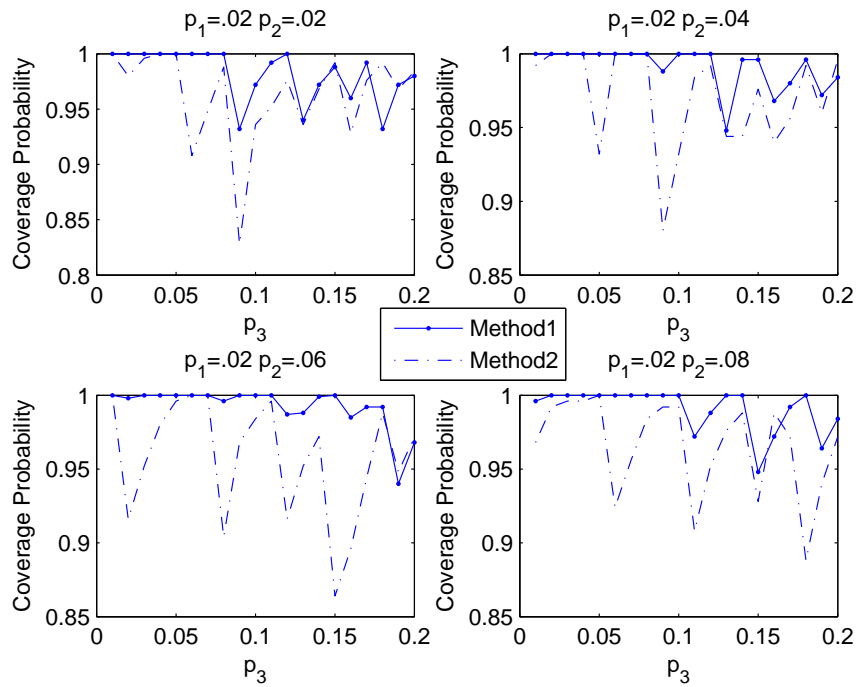 p1=.02 p2=.02
1
0.95
0.9
0.85
0.8
Coverage Probability
0
0.05
0.1
0.15
0.2
p3
p1=.02 p2=.04
1
0.95
0.9
0.85
Coverage Probability
0
0.05
0.1
0.15
0.2
p3
Method1
Method2
p1=.02 p2=.06
1
0.95
0.9
0.85
Coverage Probability
0
0.05
0.1
0.15
0.2
p3
p1=.02 p2=.08
1
0.95
0.9
0.85
Coverage Probability
0
0.05
0.1
0.15
0.2
p3